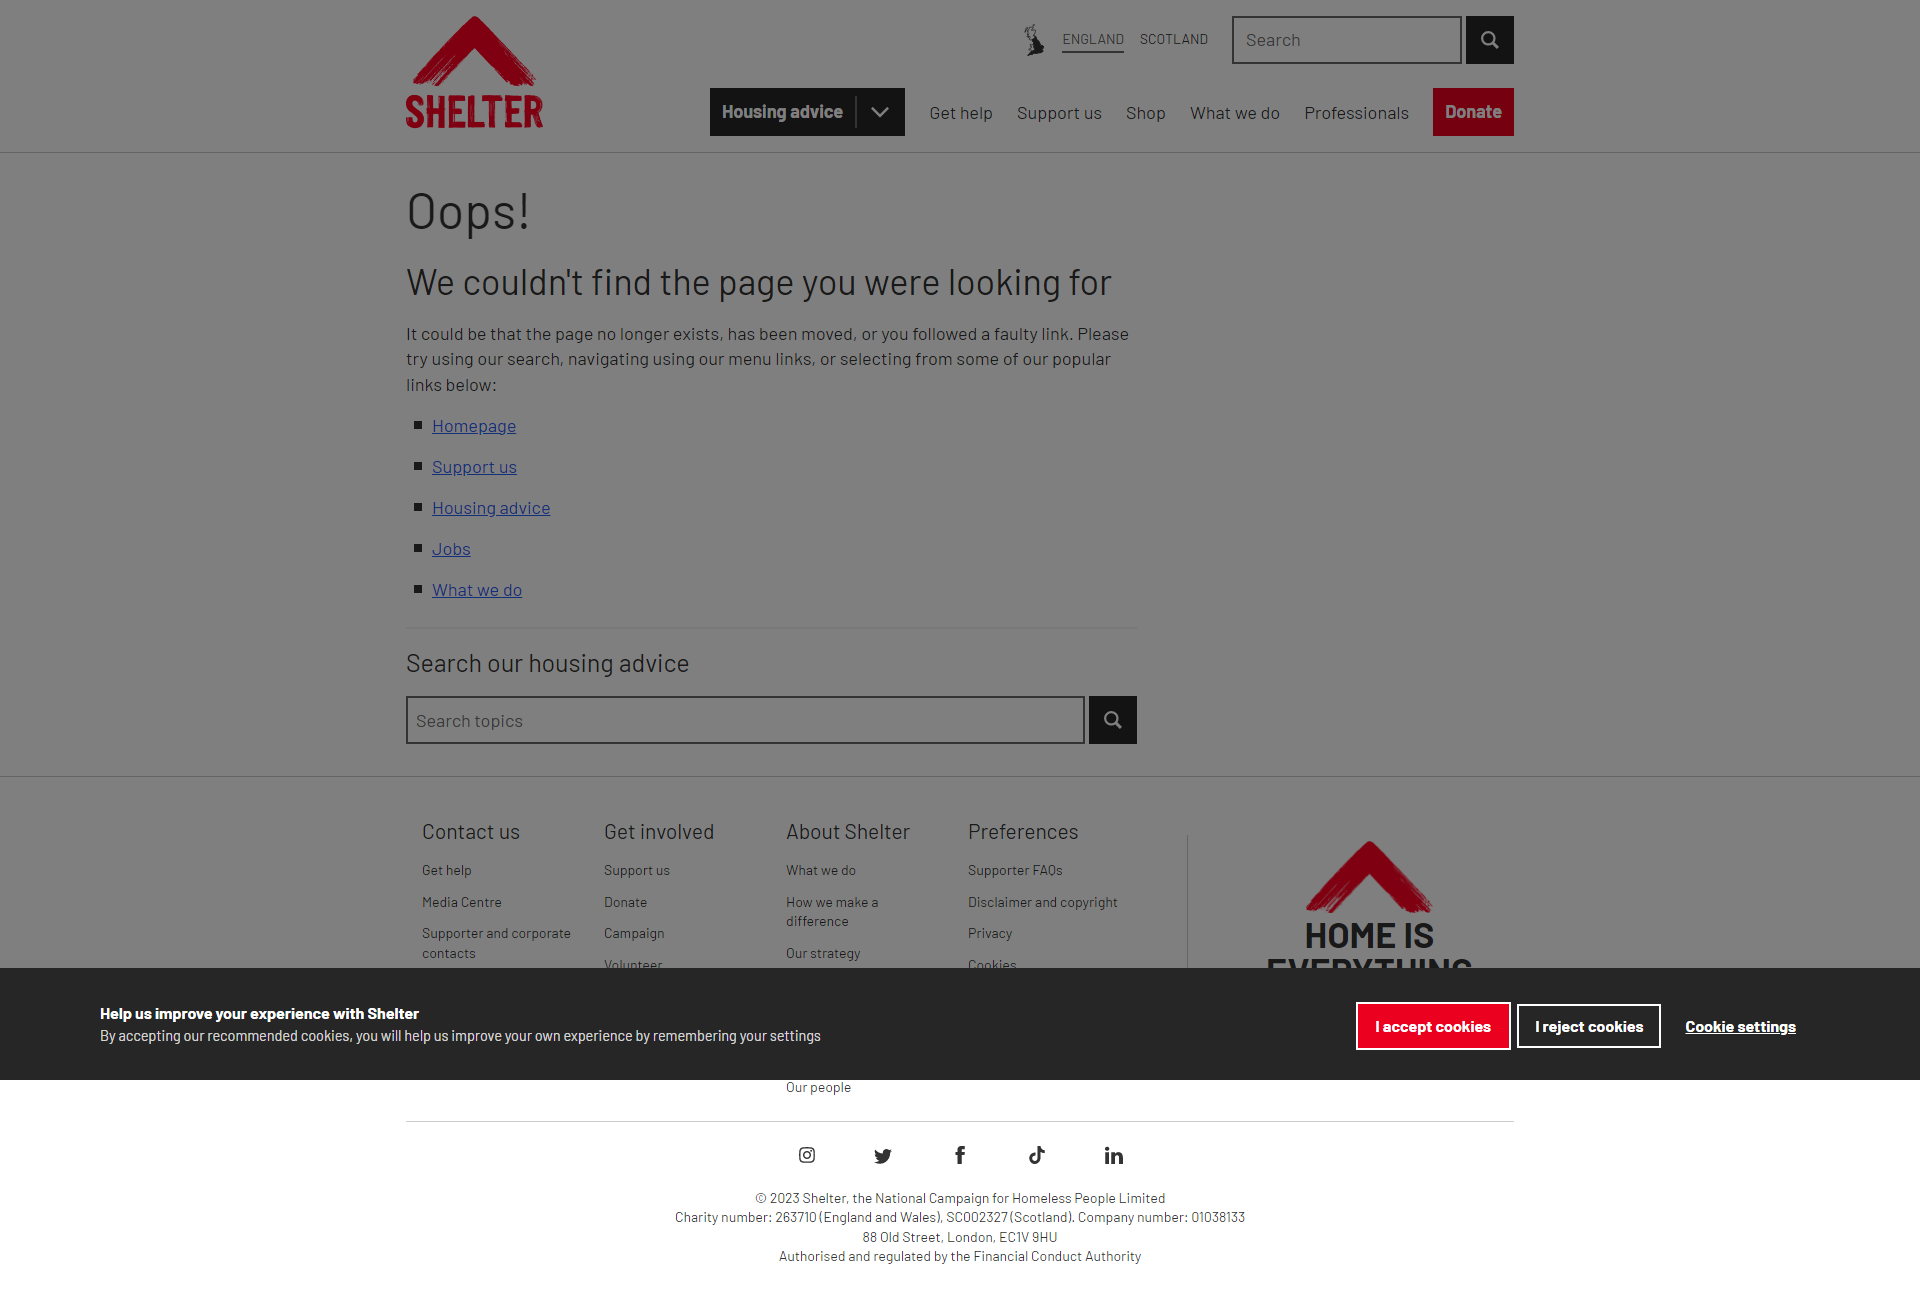 SHELTER
ENGLAND
SCOTLAND
Search
Housing advice
Get help
Support us
Shop
What we do
Professionals
Donate
Oops!
We couldn't find the page you were looking for
It could be that the page no longer exists, has been moved, or you followed a faulty link. Please
try using our search, navigating using our menu links, or selecting from some of our popular
links below:
Homepage
Support us
Housing advice
Jobs
What we do
Search our housing advice
Search topics
Contact us
Get help
Media Centre
Supporter and corporate
contacts
Get involved
Support us
Donate
Campaign
Volunteer
About Shelter
What we do
How we make a
difference
Our strategy
Preferences
Supporter FAQs
Disclaimer and copyright
Privacy
Cookies
HOME IS
EVERYTHING
Help us improve your experience with Shelter
By accepting our recommended cookies, you will help us improve your own experience by remembering your settings
I accept cookies
I reject cookies
Cookie settings
Our people
© 2023 Shelter, the National Campaign for Homeless People Limited
Charity number: 263710 (England and Wales), SC002327 (Scotland). Company number: 01038133
88 Old Street, London, EC1V 9HU
Authorised and regulated by the Financial Conduct Authority